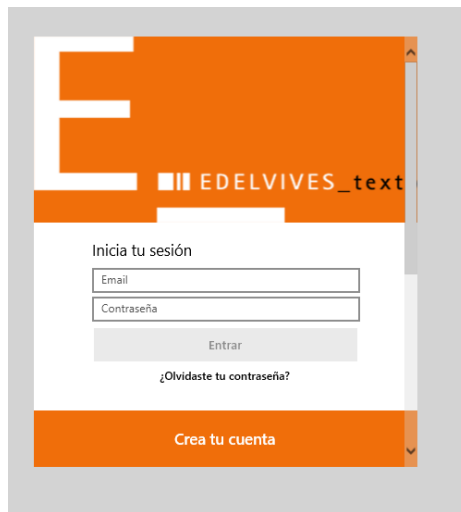 E
EDELVIVES_text
Inicia tu sesión
Email
Contraseña
Entrar
¿Olvidaste tu contraseña?
Crea tu cuenta